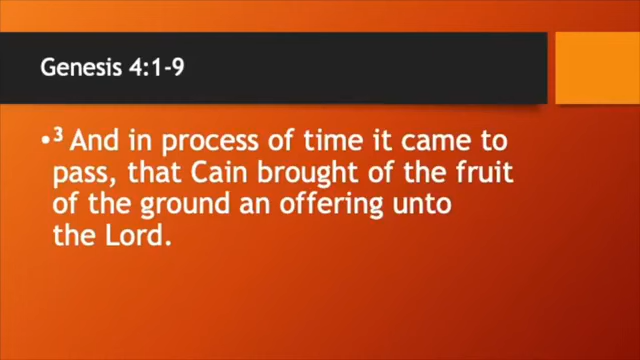 Genesis 4:1-9
•³ And in process of time it came to
pass, that Cain brought of the fruit
of the ground an offering unto
the Lord.